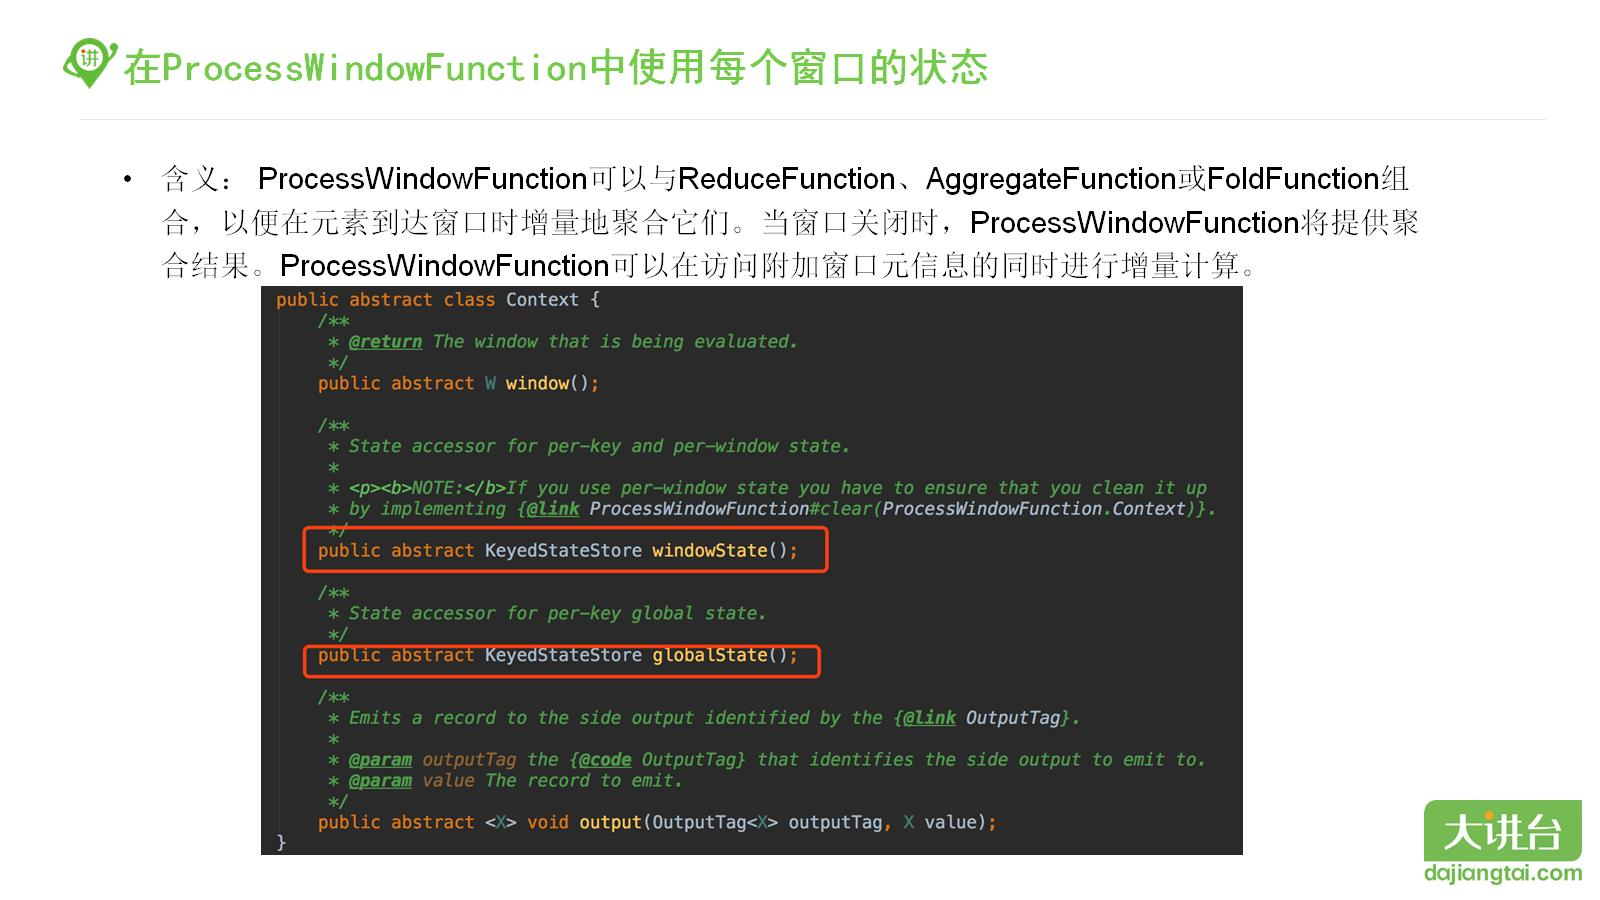 讲
在ProcessWindowFunction中使用每个窗口的状态
• 含义： ProcessWindowFunction可以与ReduceFunction、AggregateFunction或FoldFunction组
合，以便在元素到达窗口时增量地聚合它们。当窗口关闭时，ProcessWindowFunction将提供聚
合结果。ProcessWindowFunction可以在访问附加窗口元信息的同时进行增量计算。
public abstract class Context {
/**
* @return The window that is being evaluated.
*/
public abstract W window();
/**
* State accessor for per-key and per-window state.
*
* <p><b>NOTE:</b>If you use per-window state you have to ensure that you clean it up
* by implementing {@link ProcessWindowFunction#clear(ProcessWindowFunction.Context)}.
*/
public abstract KeyedStateStore windowState();
/**
* State accessor for per-key global state.
*/
public abstract KeyedStateStore globalState();
/**
* Emits a record to the side output identified by the {@link OutputTag}.
*
* @param outputTag the {@code OutputTag} that identifies the side output to emit to.
* @param value The record to emit.
*/
public abstract <X> void output(OutputTag<X> outputTag, X value);
}
大讲台
dajiangtai.com